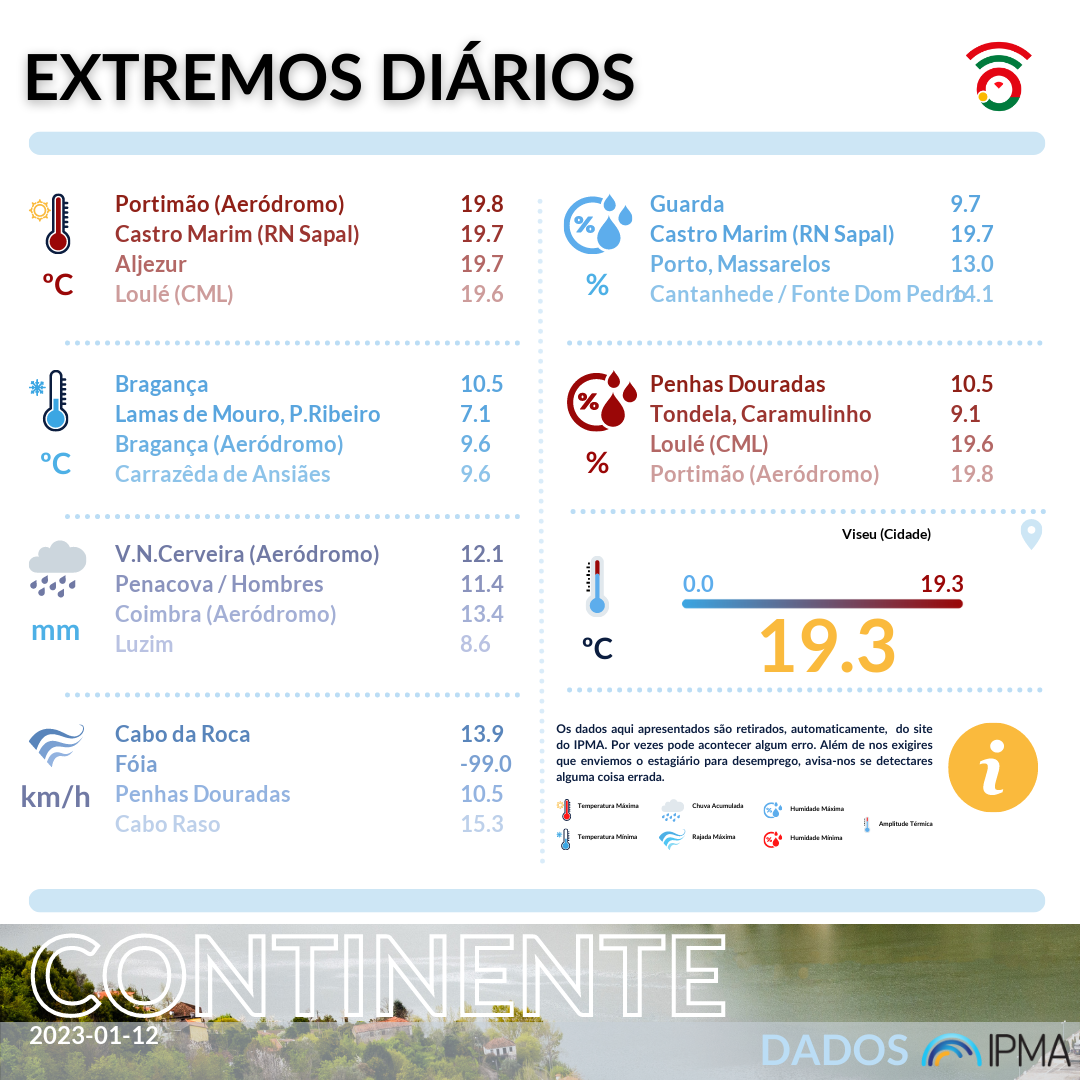 EXTREMOS DIÁRIOS
Portimão (Aeródromo) 19.8
Castro Marim (RN Sapal) 19.7
Aljezur 19.7
Loulé (CML) 19.6
ºC
Bragança 10.5
Lamas de Mouro, P.Ribeiro 7.1
Bragança (Aeródromo) 9.6
Carrazêda de Ansiães 9.6
ºC
V.N.Cerveira (Aeródromo) 12.1
Penacova / Hombres 11.4
Coimbra (Aeródromo) 13.4
Luzim 8.6
mm
Cabo da Roca 13.9
Fóia -99.0
Penhas Douradas 10.5
Cabo Raso 15.3
km/h
%
Guarda 9.7
Castro Marim (RN Sapal) 19.7
Porto, Massarelos 13.0
Cantanhede / Fonte Dom Pedro 14.1
%
%
Penhas Douradas 10.5
Tondela, Caramulinho 9.1
Loulé (CML) 19.6
Portimão (Aeródromo) 19.8
%
Viseu (Cidade)
0.0 19.3
19.3
ºC
Os dados aqui apresentados são retirados, automaticamente, do site
do IPMA. Por vezes pode acontecer algum erro. Além de nos exigires
que enviemos o estagiário para desemprego, avisa-nos se detectares
alguma coisa errada.
i
Temperatura Máxima Chuva Acumulada Humidade Máxima
Amplitude Térmica
Temperatura Mínima Rajada Máxima Humidade Mínima
CONTINENTE
2023-01-12
DADOS IPMA